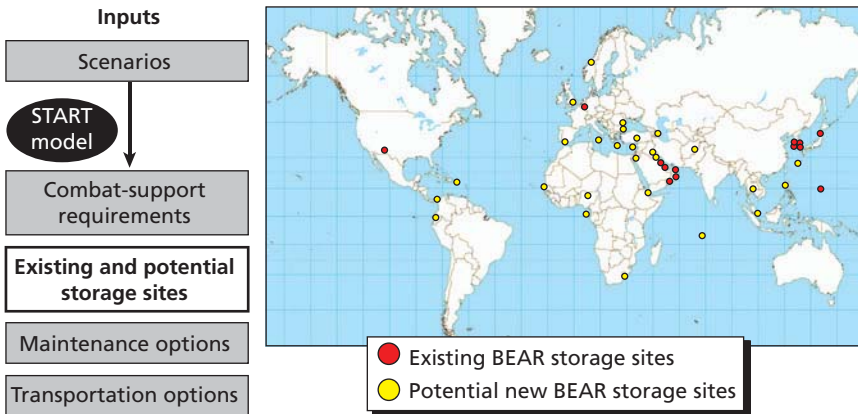 Inputs
Scenarios
START
model
Combat-support
requirements
Existing and potential
storage sites
Maintenance options
Transportation options
Existing BEAR storage sites
Potential new BEAR storage sites